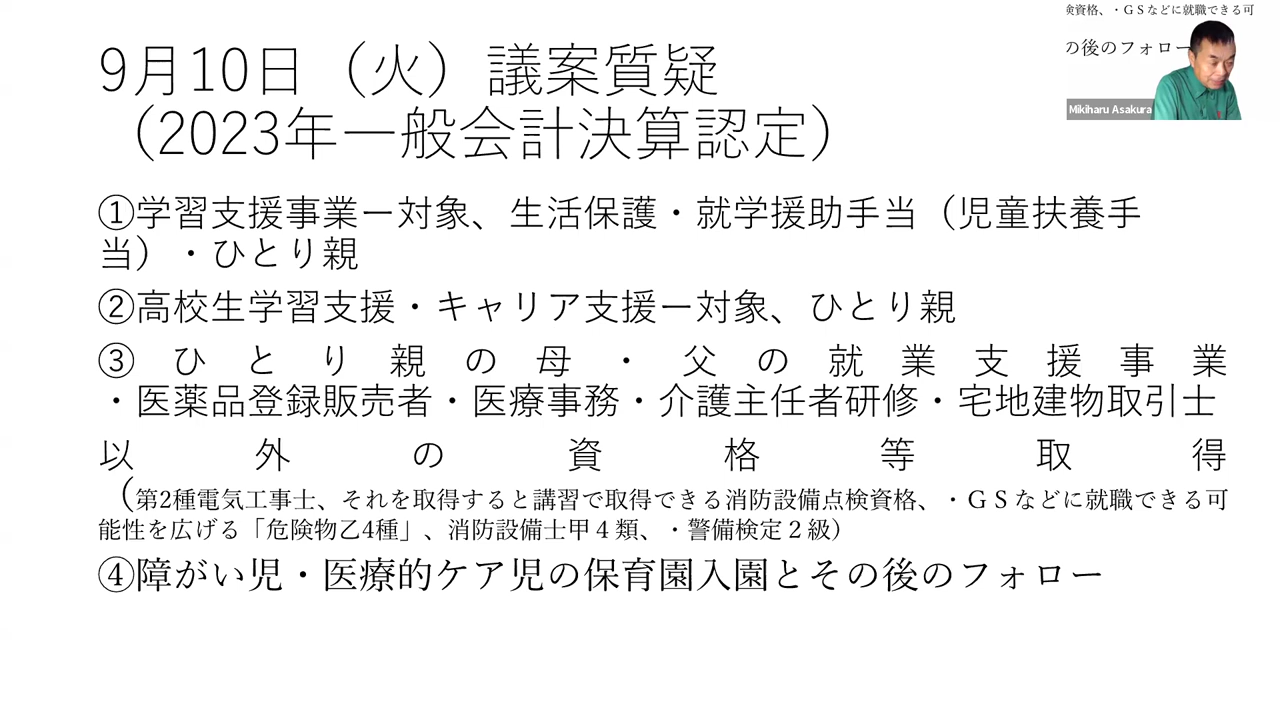 9月10日（火）議案質疑
（2023年一般会計決算認定）
①学習支援事業ー対象、生活保護・就学援助手当（児童扶養手
当）・ひとり親
②高校生学習支援・キャリア支援ー対象、ひとり親
③ひとり親の母・父の就業支援事業
・医薬品登録販売者・医療事務・介護主任者研修・宅地建物取引士
以外の資格等取得
（第2種電気工事士、それを取得すると講習で取得できる消防設備点検資格、・ＧＳなどに就職できる可
能性を広げる「危険物乙4種」、消防設備士甲４類、・警備検定２級）
④障がい児・医療的ケア児の保育園入園とその後のフォロー
検資格、・ＧＳなどに就職できる可
の後のフォロー
Mikiharu Asakura